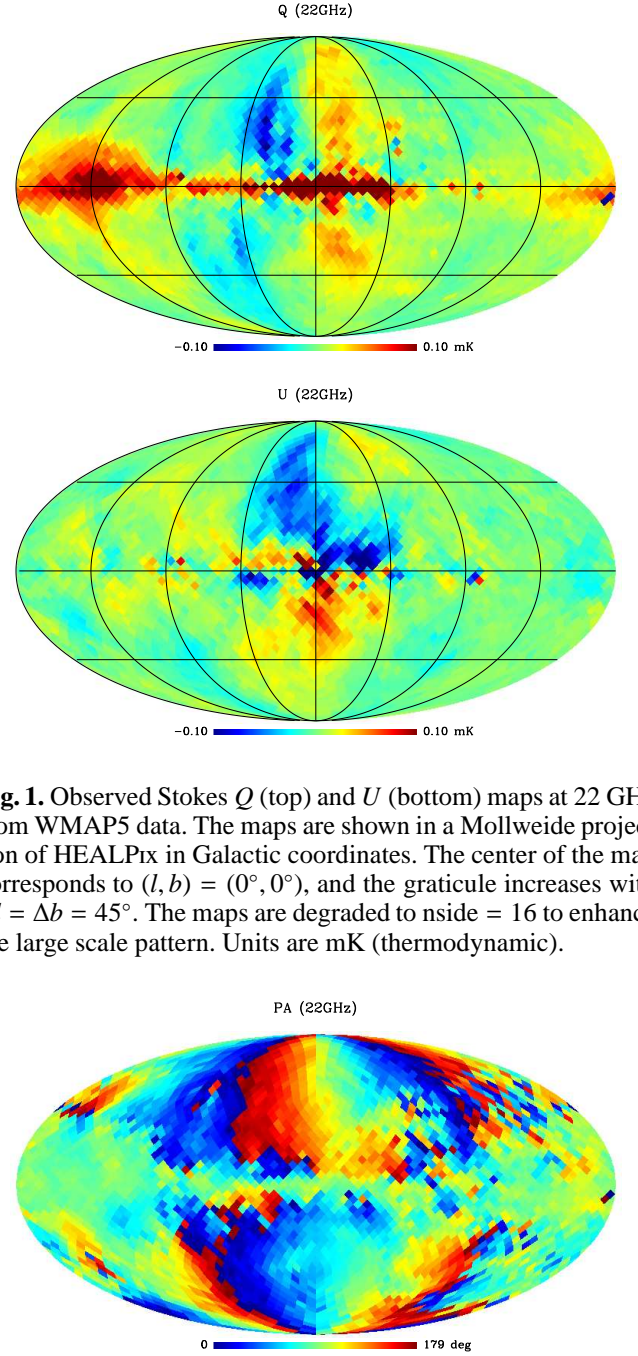 Q (22GHz)
−0.10 0.10 mK
U (22GHz)
−0.10 0.10 mK
g. 1. Observed Stokes Q (top) and U (bottom) maps at 22 GH
om WMAP5 data. The maps are shown in a Mollweide projec
on of HEALPix in Galactic coordinates. The center of the ma
orresponds to (l, b) = (0°, 0°), and the graticule increases wit
= Δb = 45°. The maps are degraded to nside = 16 to enhanc
e large scale pattern. Units are mK (thermodynamic).
PA (22GHz)
0 179 deg